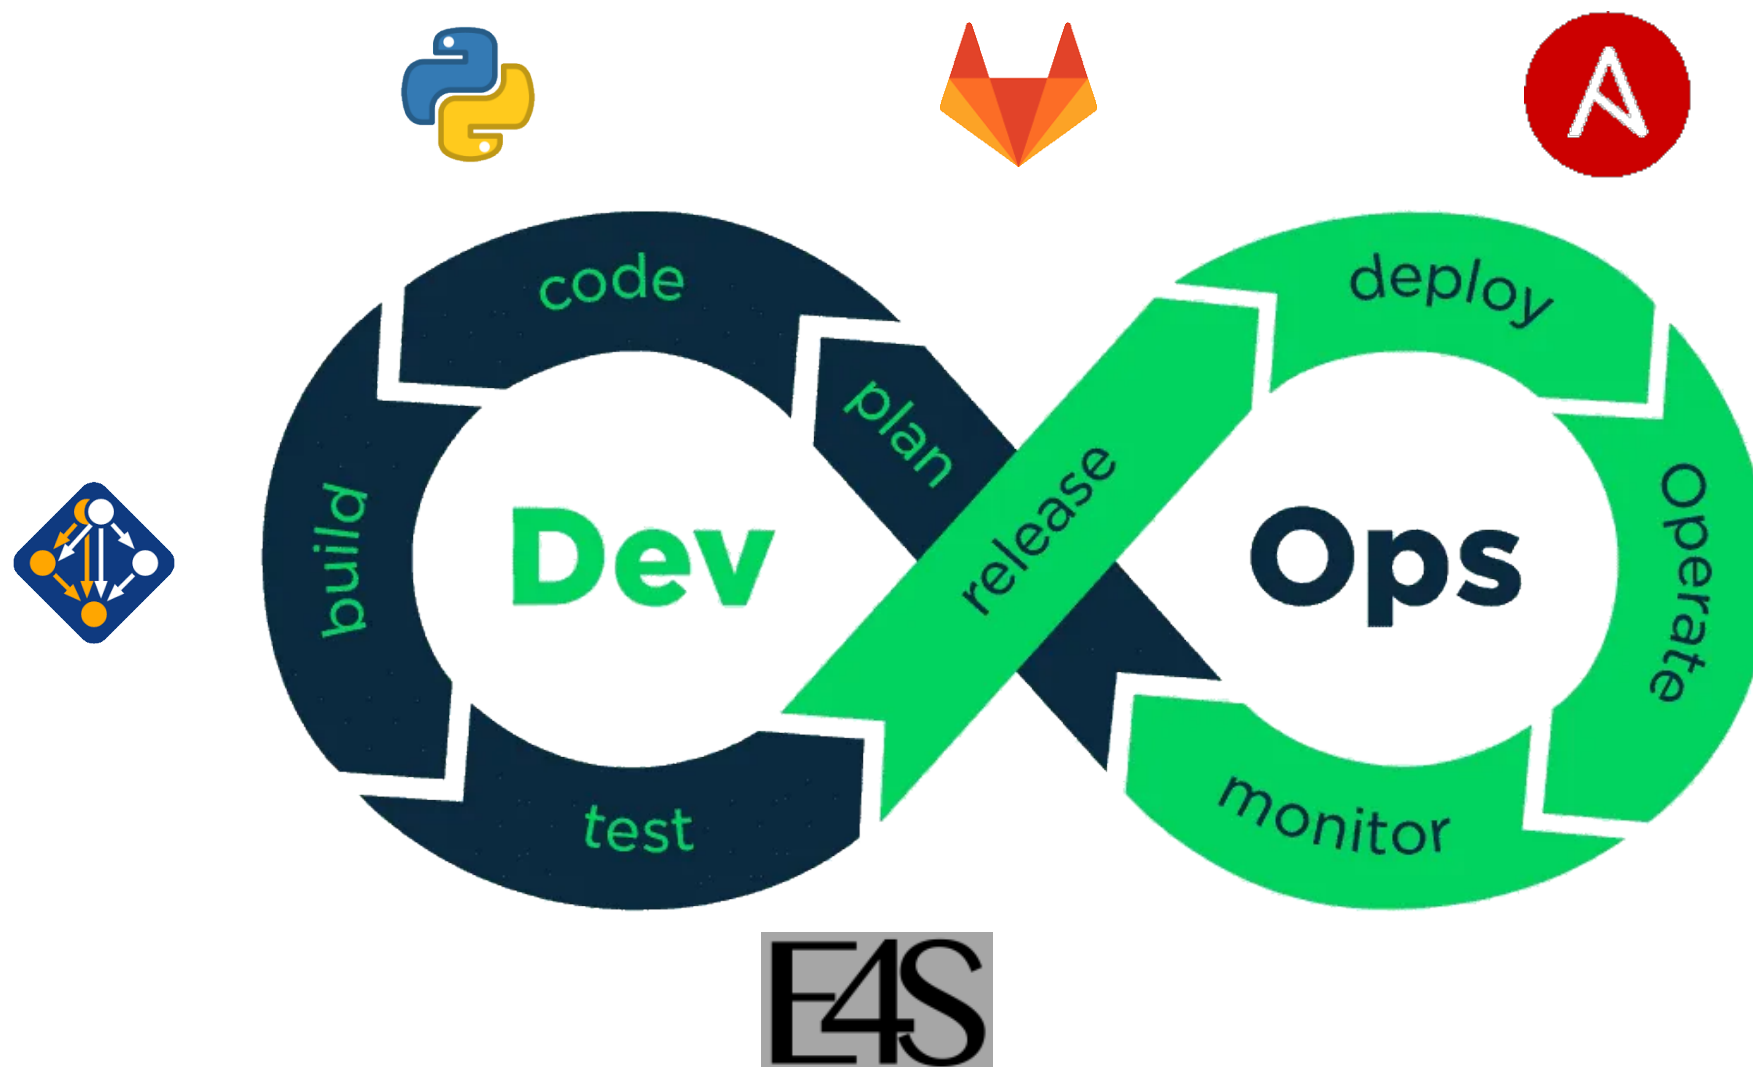 code
deploy
plan
release
build
Dev
Ops
Operate
test
monitor
E4S